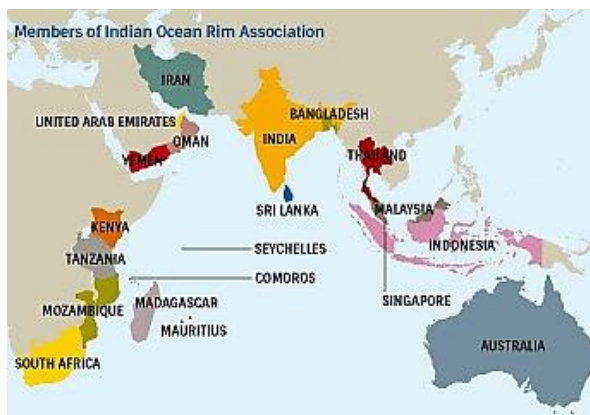 Members of Indian Ocean Rim Association
IRAN
UNITED ARAB EMIRATES
OMAN
YEMEN
INDIA
BANGLADESH
THAILAND
SRI LANKA
MALAYSIA
KENYA
INDONESIA
SEYCHELLES
TANZANIA
COMOROS
MADAGASCAR
SINGAPORE
MOZAMBIQUE
MAURITIUS
AUSTRALIA
SOUTH AFRICA